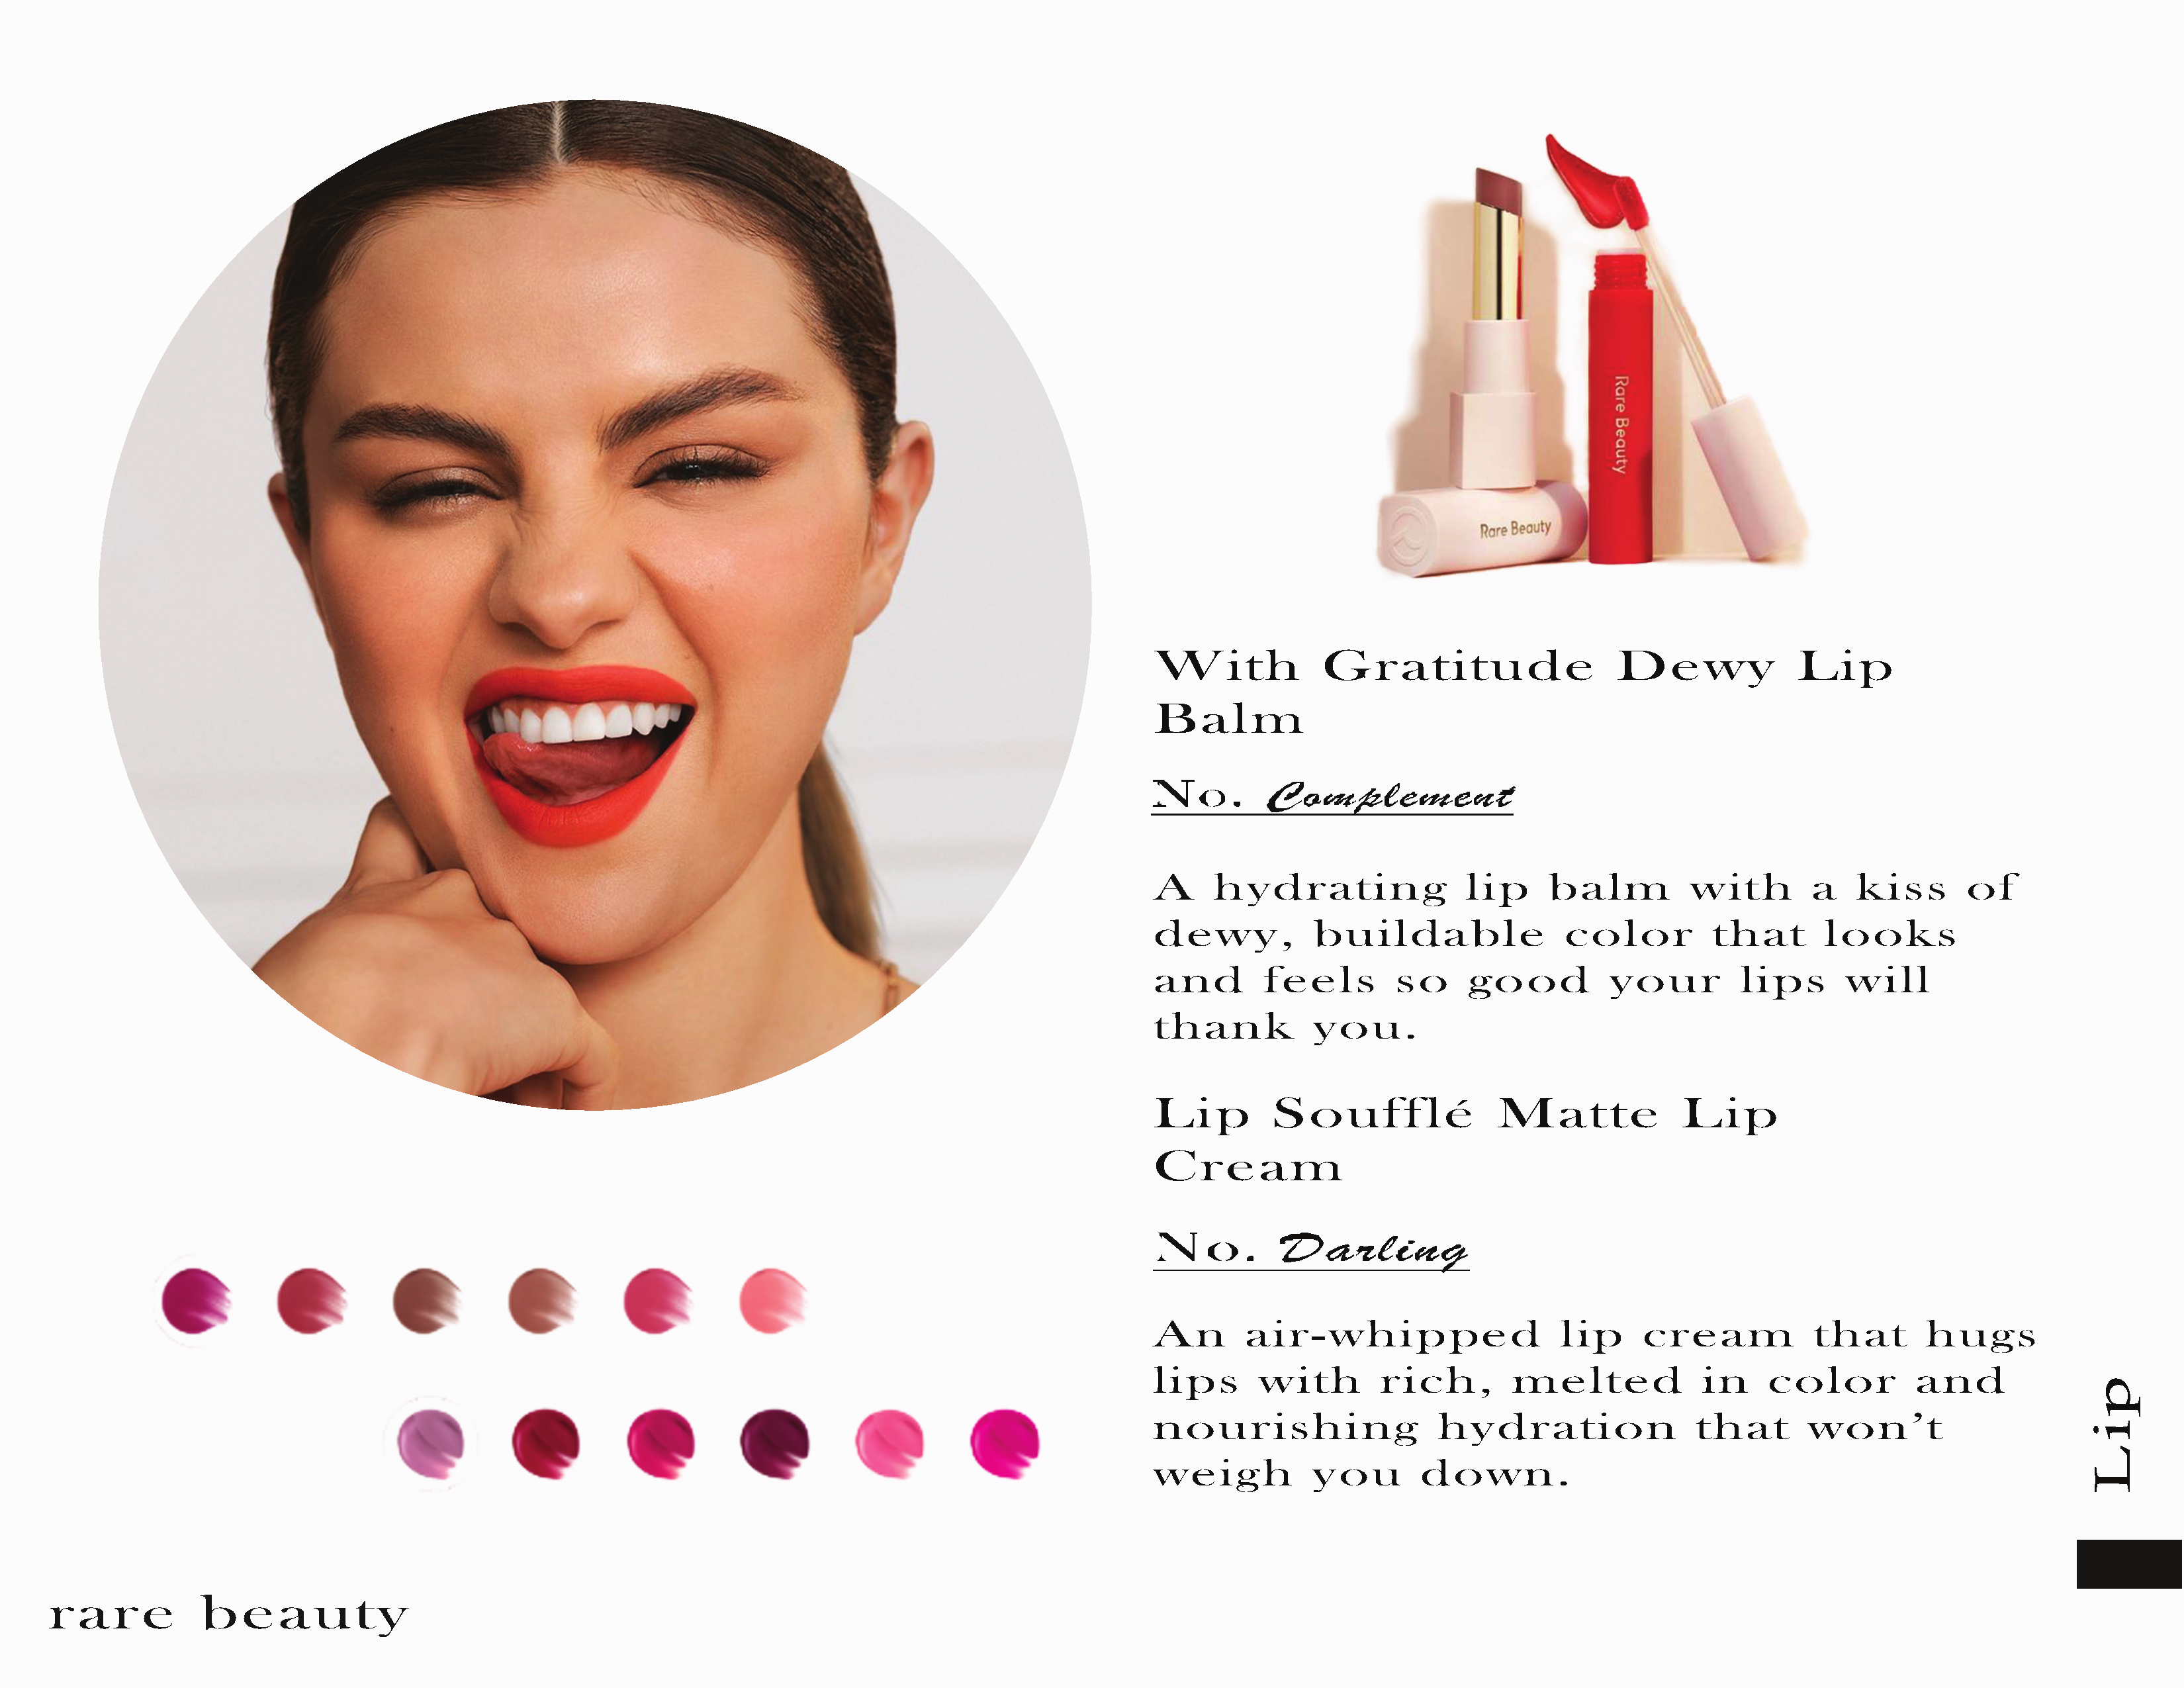 Rare Beauty
Rare Beauty
With Gratitude Dewy Lip
Balm
No. Complement
A hydrating lip balm with a kiss of
dewy, buildable color that looks
and feels so good your lips will
thank you.
Lip Soufflé Matte Lip
Cream
No. Darling
An air-whipped lip cream that hugs
lips with rich, melted in color and
nourishing hydration that won’t
weigh you down.
Lip
rare beauty